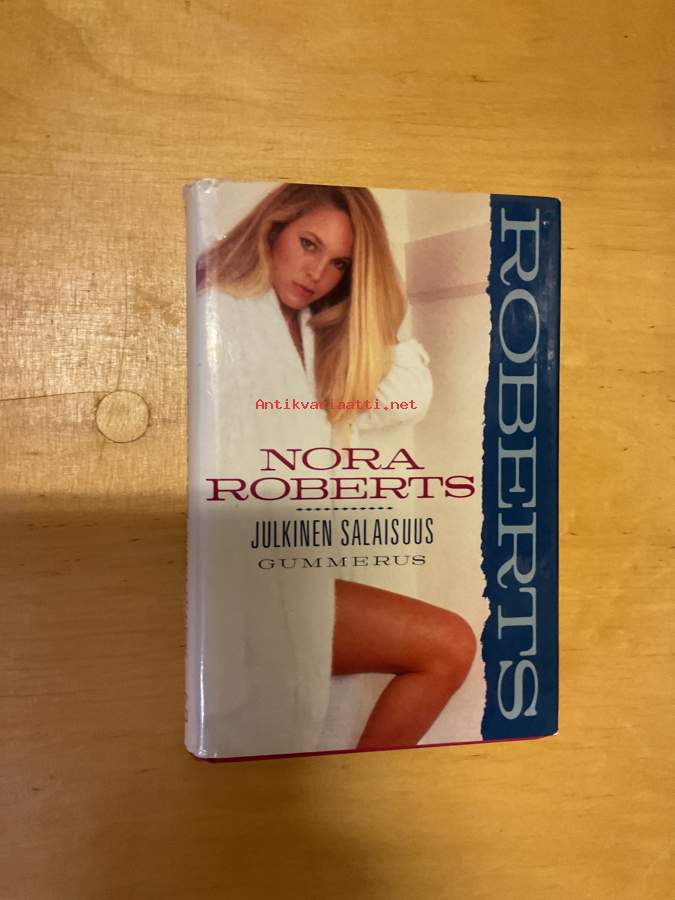 Antikvariaatti.net
NORA
ROBERTS
JULKINEN SALAISUUS
GUMMERUS
ROBERTS